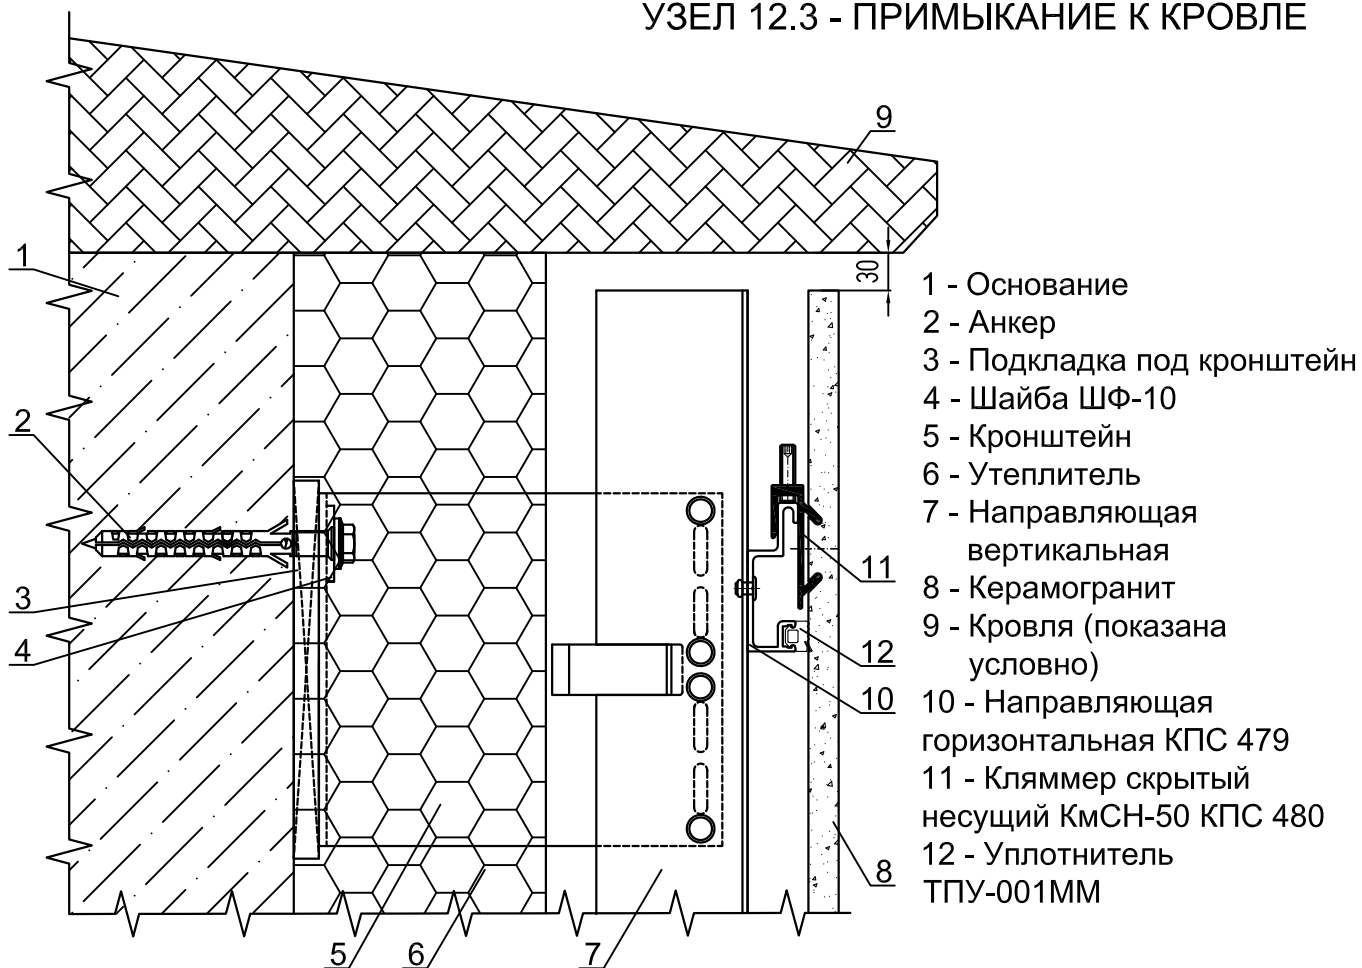 УЗЕЛ 12.3 - ПРИМЫКАНИЕ К КРОВЛЕ
9
1
30
2
3
4
11
12
10
8
5
6
7
1 - Основание
2 - Анкер
3 - Подкладка под кронштейн
4 - Шайба ШФ-10
5 - Кронштейн
6 - Утеплитель
7 - Направляющая
вертикальная
8 - Керамогранит
9 - Кровля (показана
условно)
10 - Направляющая
горизонтальная КПС 479
11 - Кляммер скрытый
несущий КмСН-50 КПС 480
12 - Уплотнитель
ТПУ-001ММ